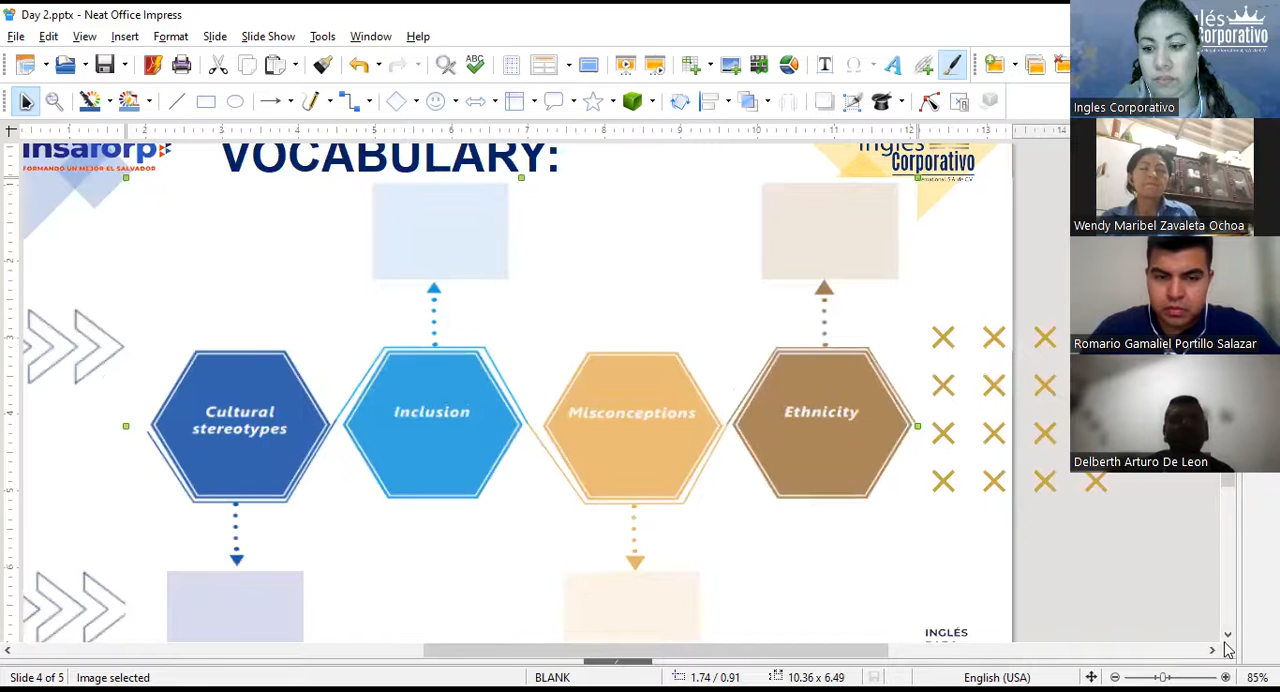 Day 2.pptx - Neat Office Impress
File Edit View Insert Format Slide Slide Show Tools Window Help
insaforp
FORMANDO UN MEJOR EL SALVADOR
VOCABULARY:
Inglés
Corporativo
Cultural
stereotypes
Inclusion
Misconceptions
Ethnicity
INGLÉS
Slide 4 of 5
Image selected
BLANK
1.74 / 0.91
10.36 x 6.49
English (USA)
85%
glés
Corporativo
Ingles Corporativo
Wendy Maribel Zavaleta Ochoa
Romario Gamaliel Portillo Salazar
Delberth Arturo De Leon